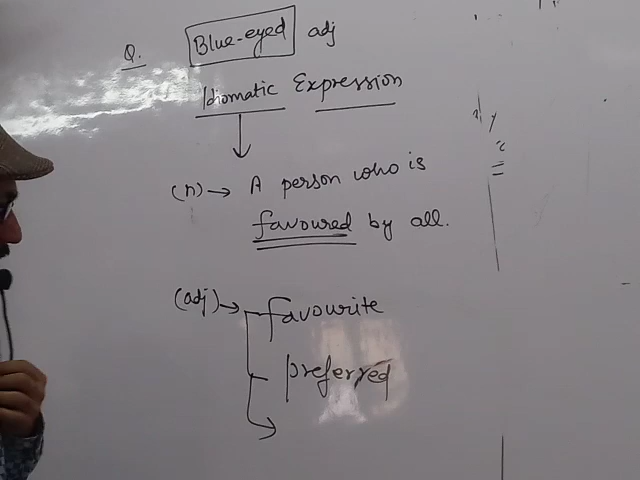 Q. Blue-eyed adj
Idiomatic Expression
(n) → A person who is
favoured by all.
(adj) → favourite
preferred